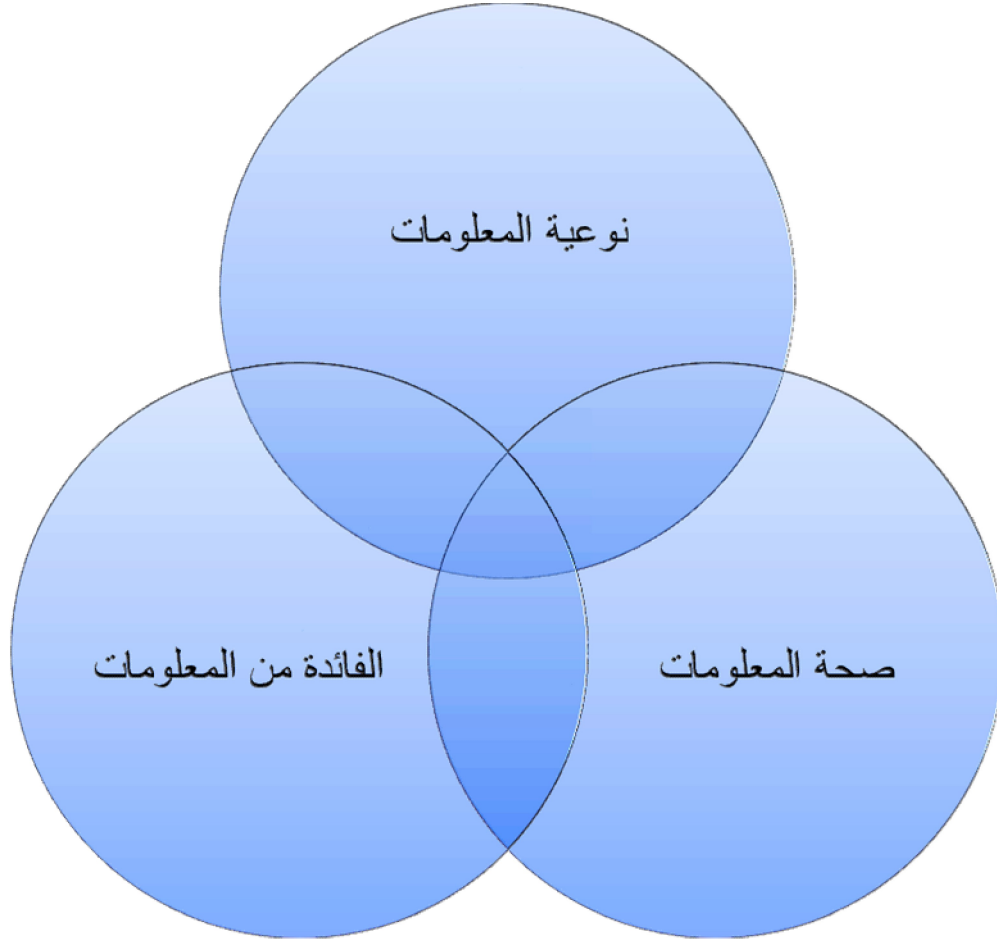 نوعية المعلومات
صحة المعلومات
الفائدة من المعلومات